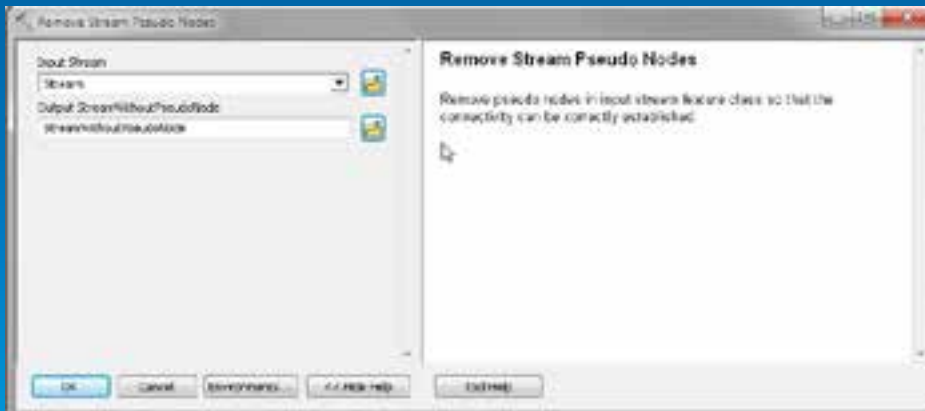 Remove Stream Pseudo Nodes
Input Stream
Stream
Output StreamWithoutPseudoNode
StreamWithoutPseudoNode
Remove Stream Pseudo Nodes
Remove pseudo nodes in input stream feature class so that the
connectivity can be correctly established.
OK
Cancel
Environments...
<< Hide Help
Tool Help